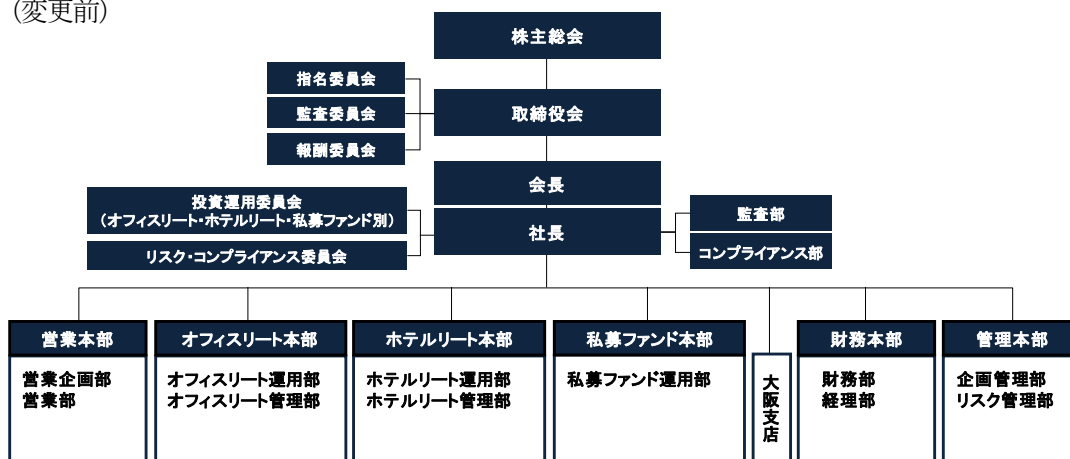 (変更前)
株主総会
指名委員会
監査委員会
報酬委員会
取締役会
会長
投資運用委員会
(オフィスリート・ホテルリート・私募ファンド別)
リスク・コンプライアンス委員会
社長
監査部
コンプライアンス部
営業本部
営業企画部
営業部
オフィスリート本部
オフィスリート運用部
オフィスリート管理部
ホテルリート本部
ホテルリート運用部
ホテルリート管理部
私募ファンド本部
私募ファンド運用部
大阪支店
財務本部
財務部
経理部
管理本部
企画管理部
リスク管理部